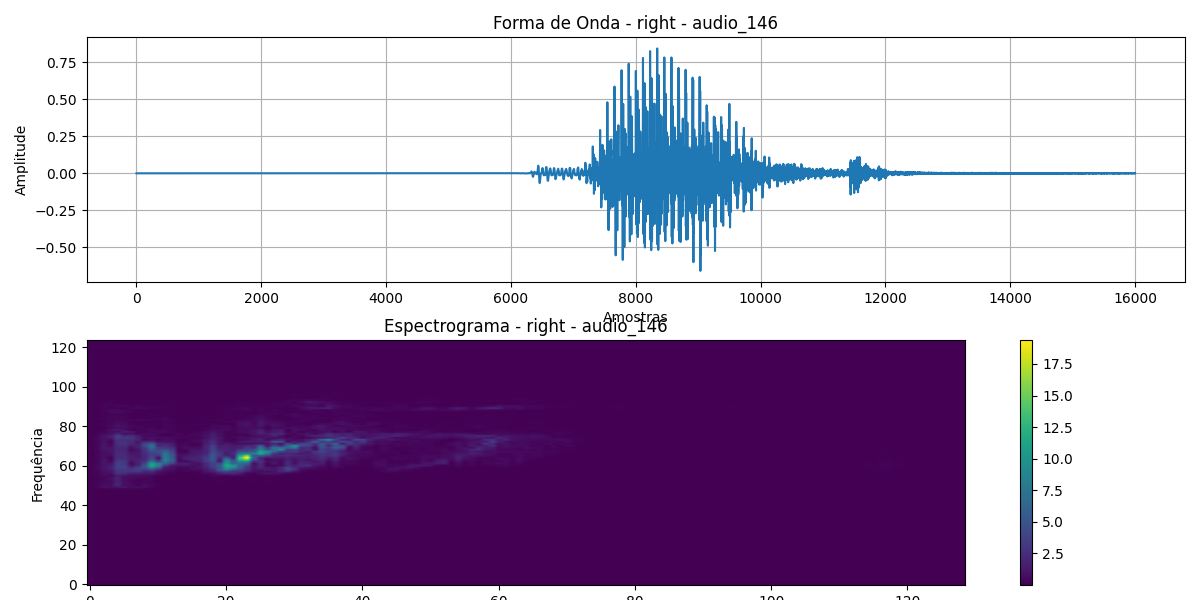 Forma de Onda - right - audio_146
Amplitude
0.75
0.50
0.25
0.00
−0.25
−0.50
0 2000 4000 6000 8000 10000 12000 14000 16000
Amostras
Espectrograma - right - audio_146
Frequência
120
100
80
60
40
20
0
0 20 40 60 80 100 120
17.5
15.0
12.5
10.0
7.5
5.0
2.5